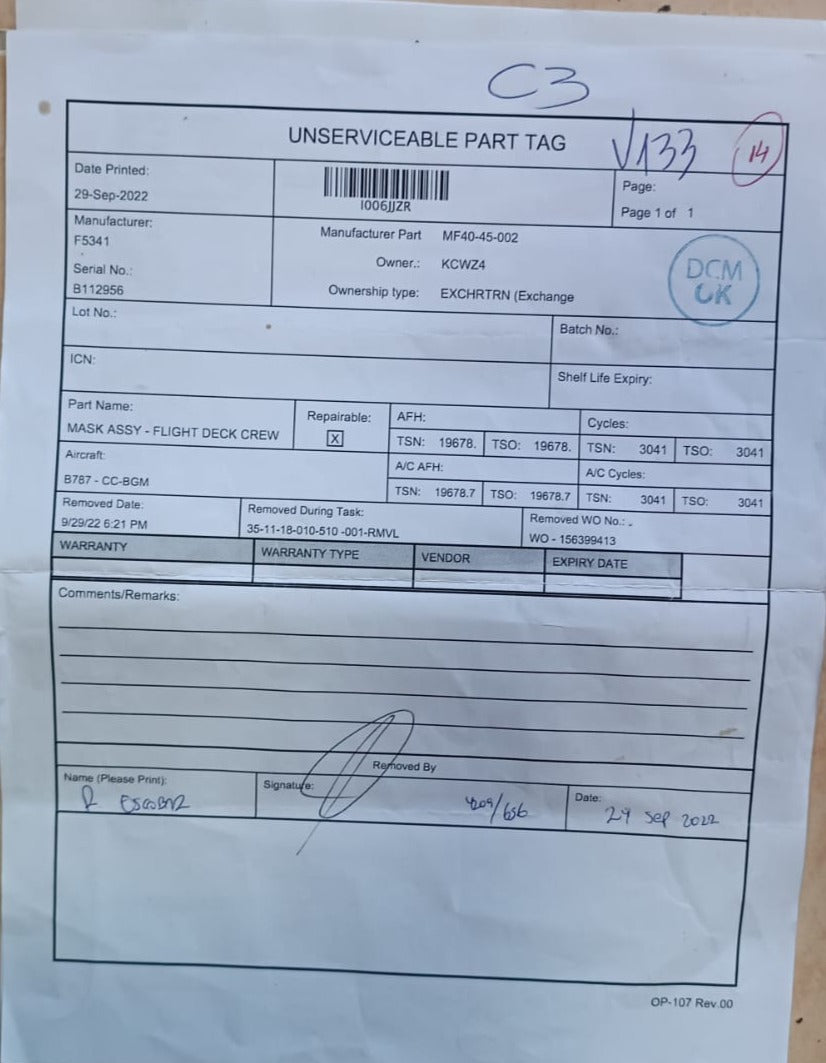 C3
UNSERVICEABLE PART TAG
V133
14
Date Printed:
29-Sep-2022
I006JJZR
Page:
Page 1 of 1
Manufacturer:
F5341
Serial No.:
B112956
Manufacturer Part MF40-45-002
Owner.: KCWZ4
Ownership type: EXCHRTRN (Exchange
DCM
OK
Lot No.:
Batch No.:
ICN:
Shelf Life Expiry:
Part Name:
MASK ASSY - FLIGHT DECK CREW
Repairable:
X
AFH:
TSN: 19678. TSO: 19678.
Cycles:
TSN: 3041 TSO: 3041
Aircraft:
B787 - CC-BGM
A/C AFH:
TSN: 19678.7 TSO: 19678.7
A/C Cycles:
TSN: 3041 TSO: 3041
Removed Date:
9/29/22 6:21 PM
Removed During Task:
35-11-18-010-510 -001-RMVL
Removed WO No.:
WO - 156399413
WARRANTY WARRANTY TYPE VENDOR EXPIRY DATE
Comments/Remarks:
Removed By
Name (Please Print):
R ESCOBAR
Signature:
4209/656
Date:
29 Sep 2022
OP-107 Rev.00